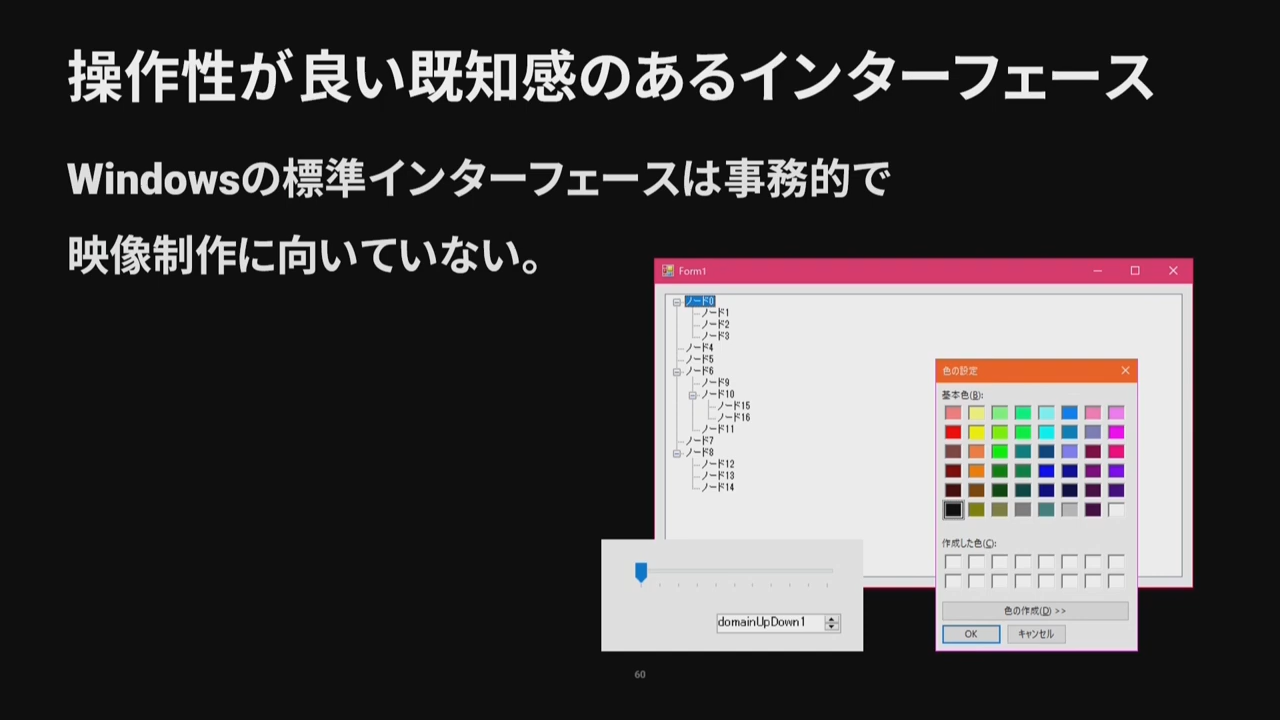 操作性が良い既知感のあるインターフェース
Windowsの標準インターフェースは事務的で
映像制作に向いていない。
Form1
ノード0
ノード1
ノード2
ノード3
ノード4
ノード5
ノード6
ノード9
ノード10
ノード15
ノード16
ノード11
ノード7
ノード8
ノード12
ノード13
ノード14
色の設定
基本色(B):
作成した色(C):
色の作成(D) >>
OK
キャンセル
domainUpDown1
60